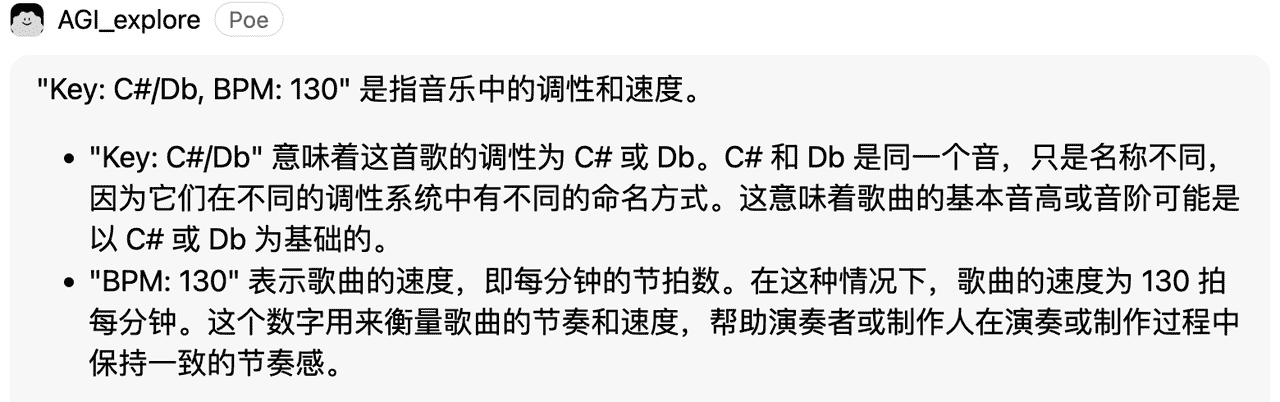 AGI_explore Poe
"Key: C#/Db, BPM: 130" 是指音乐中的调性和速度。
• "Key: C#/Db" 意味着这首歌的调性为 C# 或 Db。C# 和 Db 是同一个音，只是名称不同，
因为它们在不同的调性系统中有不同的命名方式。这意味着歌曲的基本音高或音阶可能是
以 C# 或 Db 为基础的。
• "BPM: 130" 表示歌曲的速度，即每分钟的节拍数。在这种情况下，歌曲的速度为 130 拍
每分钟。这个数字用来衡量歌曲的节奏和速度，帮助演奏者或制作人在演奏或制作过程中
保持一致的节奏感。